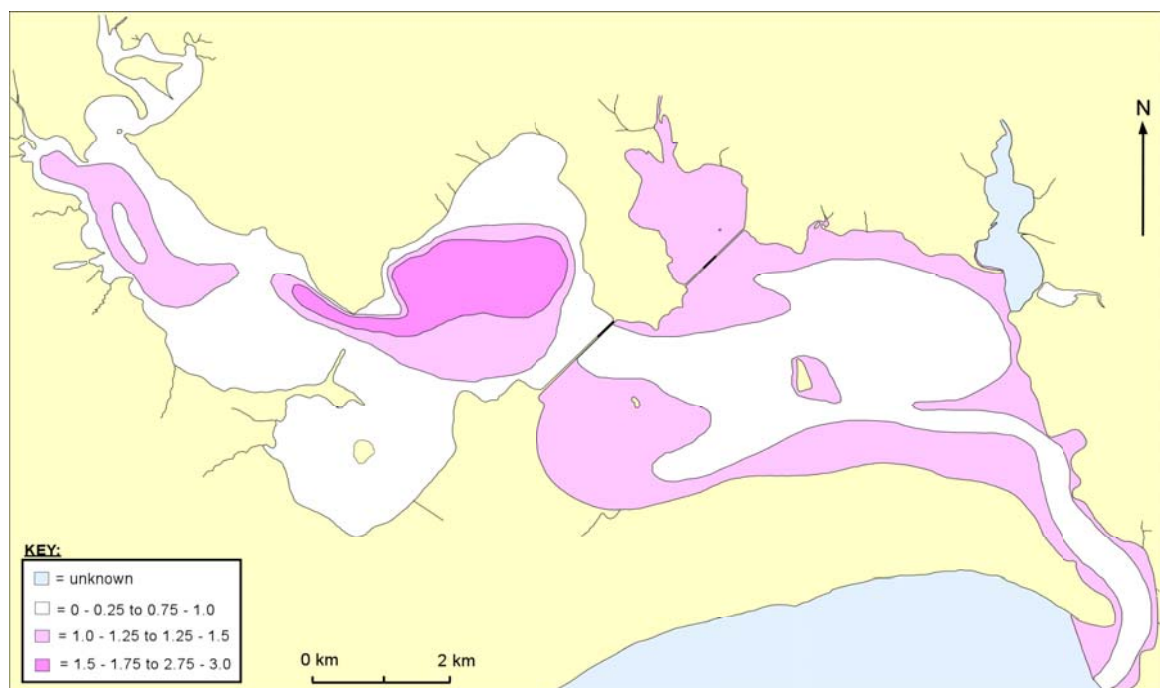 N
KEY:
= unknown
= 0 - 0.25 to 0.75 - 1.0
= 1.0 - 1.25 to 1.25 - 1.5
= 1.5 - 1.75 to 2.75 - 3.0
0 km 2 km